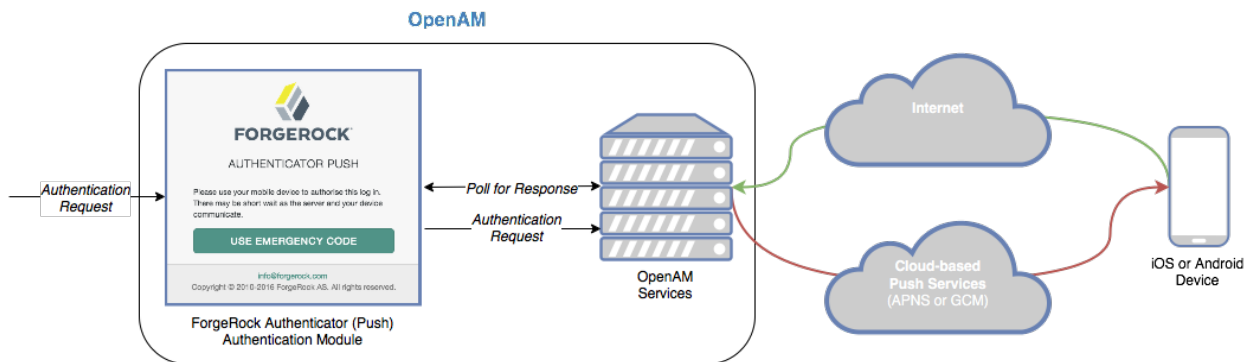 OpenAM
Authentication
Request
FORGEROCK
AUTHENTICATOR PUSH
Please use your mobile device to authorise this log in.
There may be short wait as the server and your device
communicate.
USE EMERGENCY CODE
info@forgerock.com
Copyright © 2010-2016 ForgeRock AS. All rights reserved.
ForgeRock Authenticator (Push)
Authentication Module
Poll for Response
Authentication
Request
OpenAM
Services
Internet
Cloud-based
Push Services
(APNS or GCM)
iOS or Android
Device